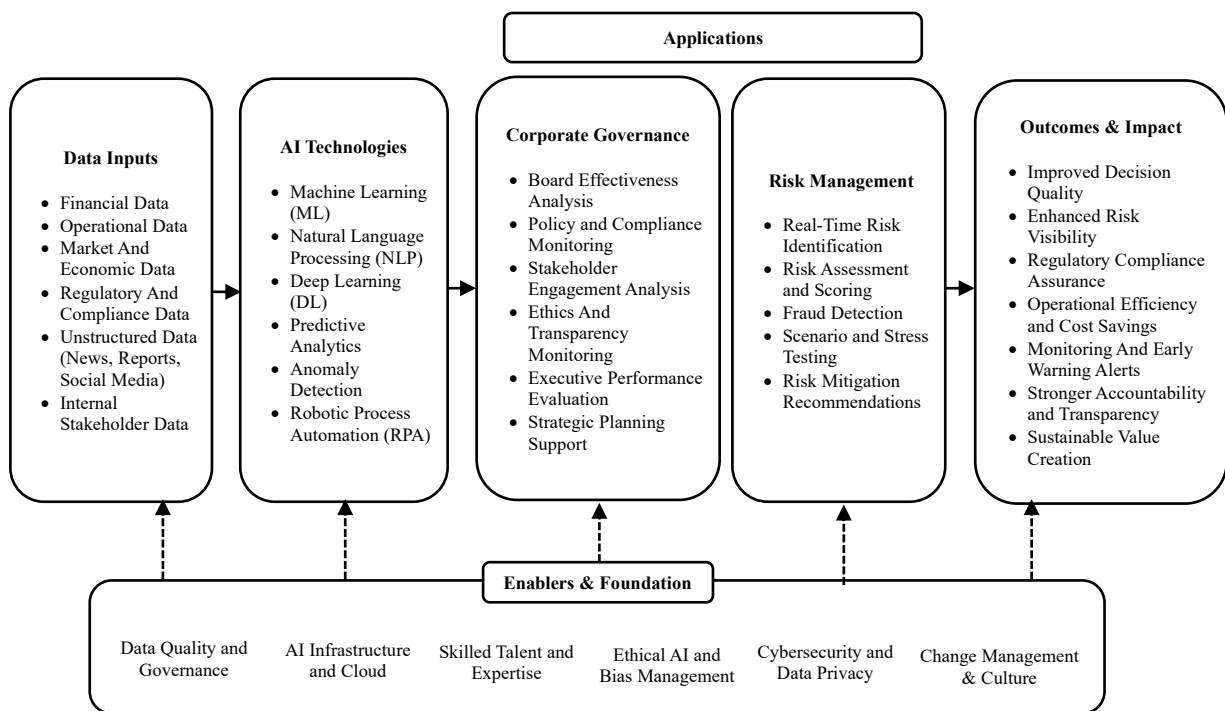 Applications
Data Inputs
• Financial Data
• Operational Data
• Market And
Economic Data
• Regulatory And
Compliance Data
• Unstructured Data
(News, Reports,
Social Media)
• Internal
Stakeholder Data
AI Technologies
• Machine Learning
(ML)
• Natural Language
Processing (NLP)
• Deep Learning
(DL)
• Predictive
Analytics
• Anomaly
Detection
• Robotic Process
Automation (RPA)
Corporate Governance
• Board Effectiveness
Analysis
• Policy and Compliance
Monitoring
• Stakeholder
Engagement Analysis
• Ethics And
Transparency
Monitoring
• Executive Performance
Evaluation
• Strategic Planning
Support
Risk Management
• Real-Time Risk
Identification
• Risk Assessment
and Scoring
• Fraud Detection
• Scenario and Stress
Testing
• Risk Mitigation
Recommendations
Outcomes & Impact
• Improved Decision
Quality
• Enhanced Risk
Visibility
• Regulatory Compliance
Assurance
• Operational Efficiency
and Cost Savings
• Monitoring And Early
Warning Alerts
• Stronger Accountability
and Transparency
• Sustainable Value
Creation
Enablers & Foundation
Data Quality and
Governance
AI Infrastructure
and Cloud
Skilled Talent and
Expertise
Ethical AI and
Bias Management
Cybersecurity and
Data Privacy
Change Management
& Culture